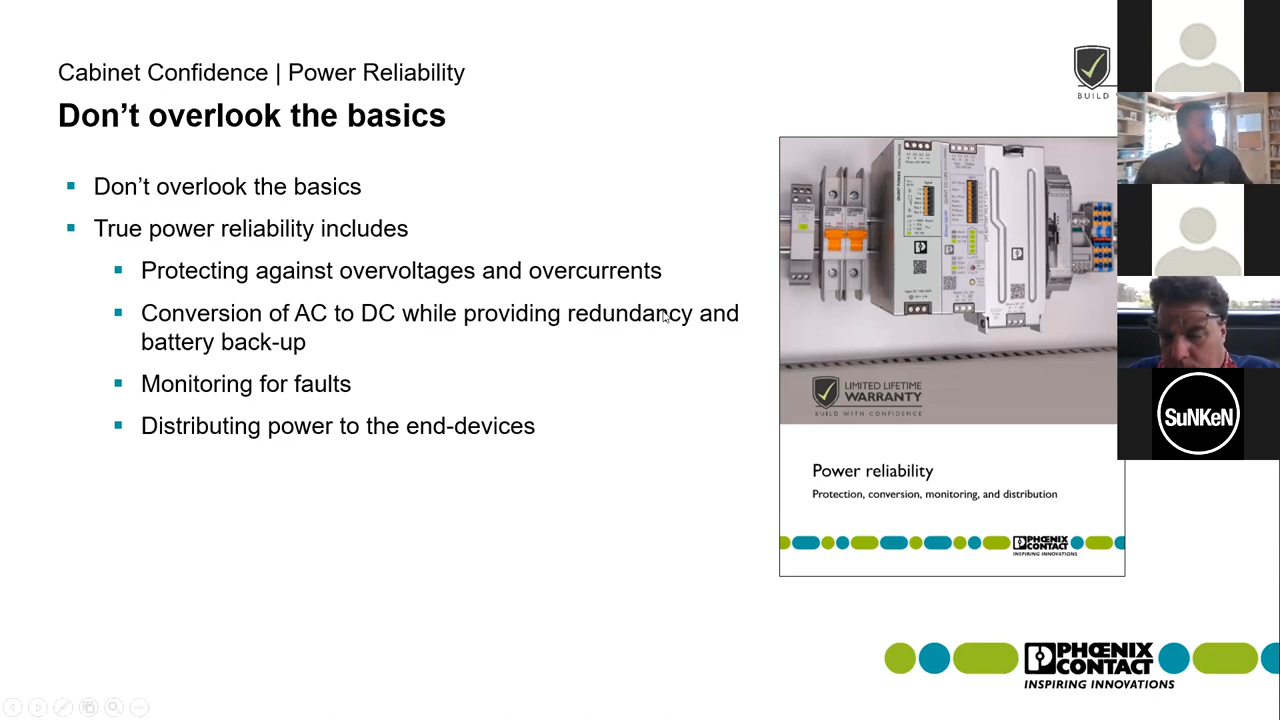 Cabinet Confidence | Power Reliability
Don’t overlook the basics
Don’t overlook the basics
True power reliability includes
Protecting against overvoltages and overcurrents
Conversion of AC to DC while providing redundancy and
battery back-up
Monitoring for faults
Distributing power to the end-devices
BUILD
LIMITED LIFETIME
WARRANTY
BUILD WITH CONFIDENCE
Power reliability
Protection, conversion, monitoring, and distribution
PHŒNIX
CONTACT
INSPIRING INNOVATIONS
SuNKeN
PHŒNIX
CONTACT
INSPIRING INNOVATIONS